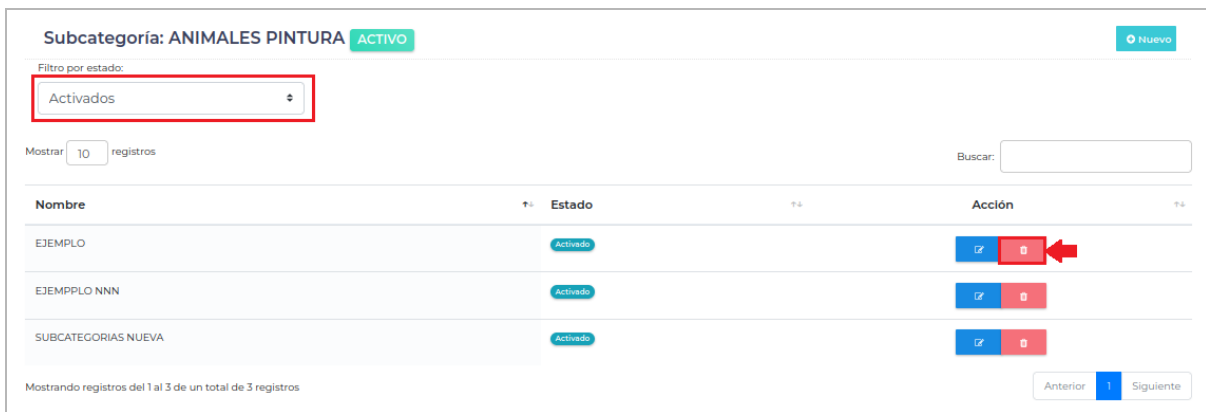 Subcategoría: ANIMALES PINTURA ACTIVO
Nuevo
Filtro por estado:
Activados
Mostrar 10 registros
Buscar:
Nombre Estado Acción
EJEMPLO Activado
EJEMPPLO NNN Activado
SUBCATEGORIAS NUEVA Activado
Mostrando registros del 1 al 3 de un total de 3 registros
Anterior 1 Siguiente